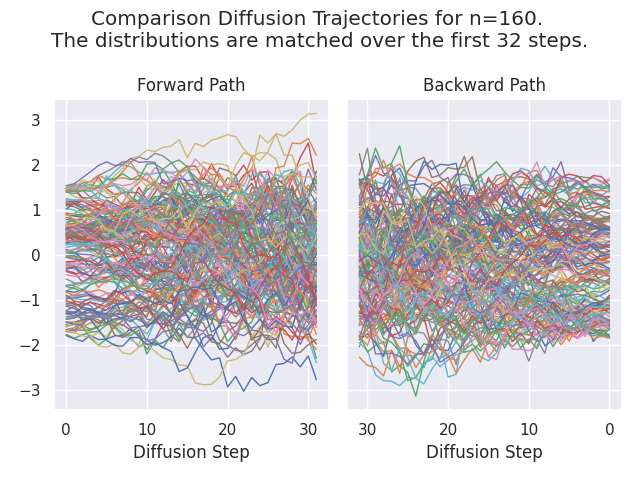 Comparison Diffusion Trajectories for n=160.
The distributions are matched over the first 32 steps.
Forward Path
Backward Path
3
2
1
0
−1
−2
−3
0 10 20 30
30 20 10 0
Diffusion Step
Diffusion Step